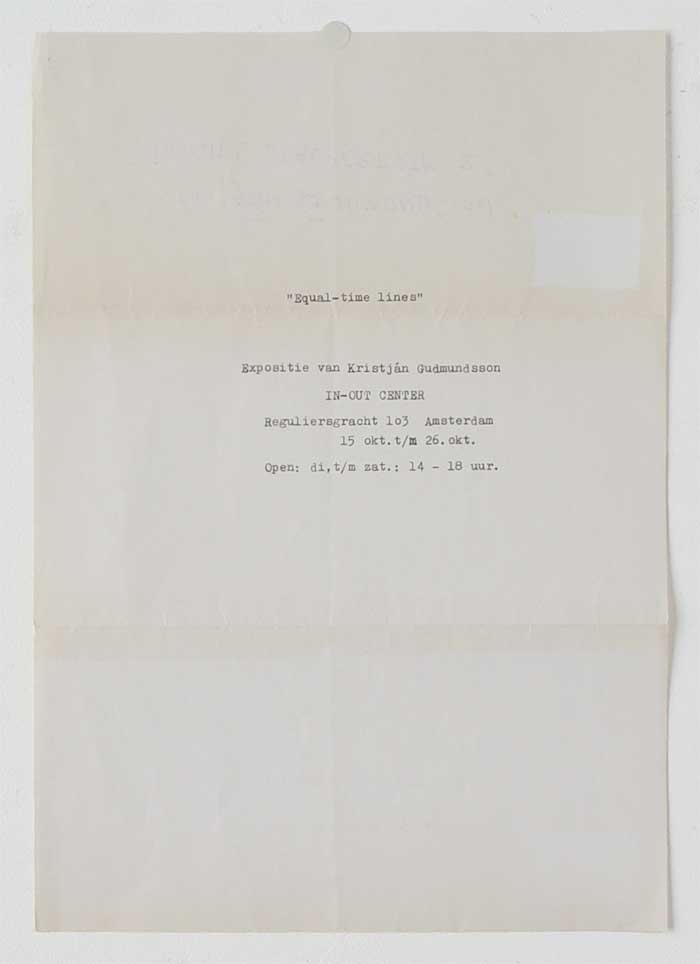 "Equal-time lines"
Expositie van Kristján Gudmundsson
IN-OUT CENTER
Reguliersgracht lo3 Amsterdam
15 okt.t/m 26.okt.
Open: di,t/m zat.: 14 - 18 uur.